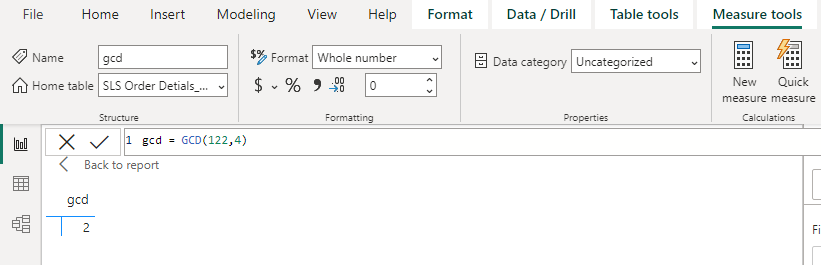 File Home Insert Modeling View Help Format Data / Drill Table tools Measure tools
Name gcd
$% Format Whole number
Data category Uncategorized
Home table SLS Order Detials_...
$ % 9 .00 →.0 0
New measure
Quick measure
Structure Formatting Properties Calculations
1 gcd = GCD(122,4)
Back to report
gcd
2
Fi